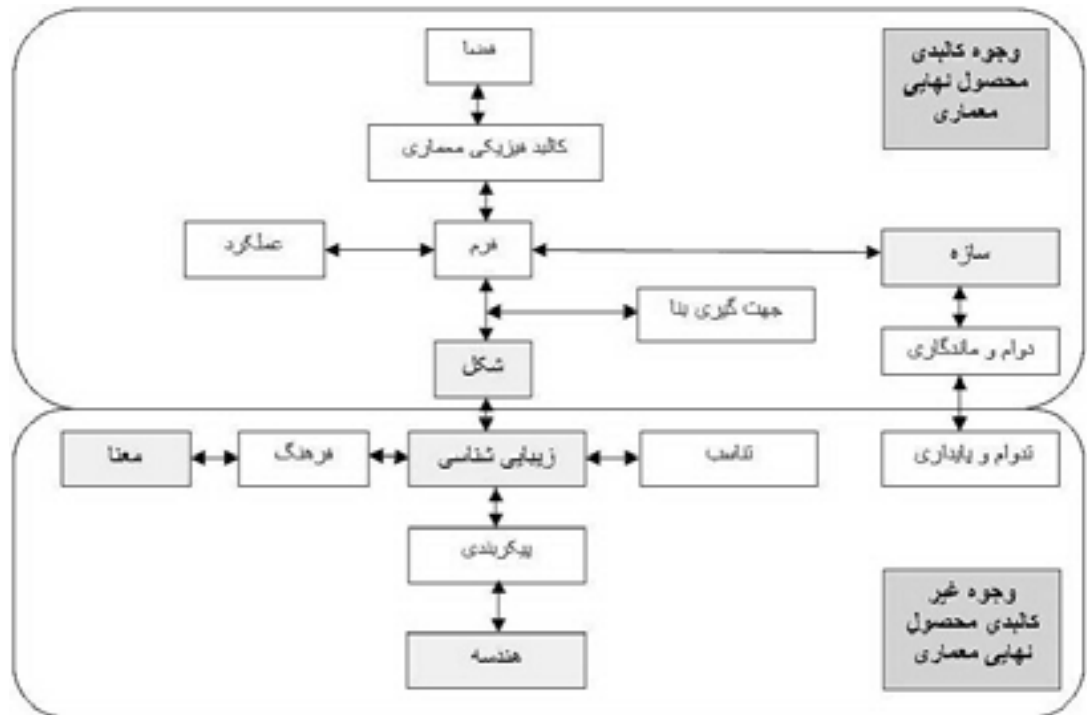 فضا
وجوه کالبدی
محصول نهایی
معماری
کالبد فیزیکی معماری
عملکرد
فرم
سازه
جهت گیری بنا
دوام و ماندگاری
شکل
معنا
فرهنگ
زیبایی شناسی
تناسب
تدوام و پایداری
پیکربندی
وجوه غیر
کالبدی محصول
نهایی معماری
هندسه